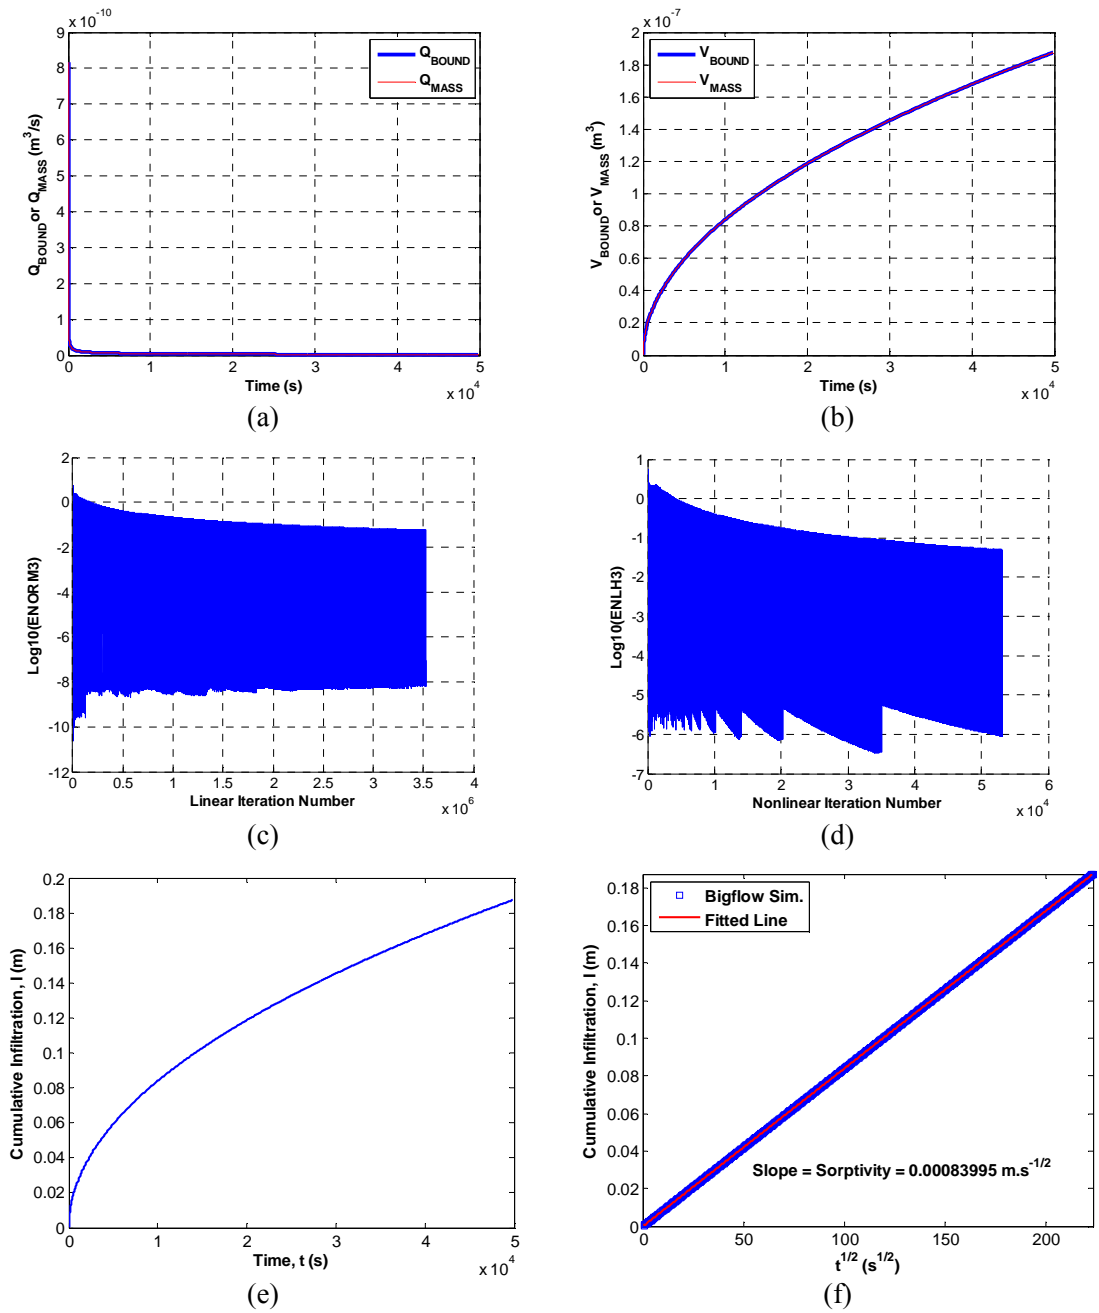 x 10^-10
9
8
7
6
5
4
3
2
1
0
Q_BOUND or Q_MASS (m^3/s)
Q_BOUND
Q_MASS
0 1 2 3 4 5
Time (s)
x 10^4
(a)
x 10^-7
2
1.8
1.6
1.4
1.2
1
0.8
0.6
0.4
0.2
0
V_BOUND or V_MASS (m^3)
V_BOUND
V_MASS
0 1 2 3 4 5
Time (s)
x 10^4
(b)
2
0
-2
-4
-6
-8
-10
-12
Log10(ENORM3)
0 0.5 1 1.5 2 2.5 3 3.5 4
Linear Iteration Number
x 10^6
(c)
1
0
-1
-2
-3
-4
-5
-6
-7
Log10(ENLH3)
0 1 2 3 4 5 6
Nonlinear Iteration Number
x 10^4
(d)
0.2
0.18
0.16
0.14
0.12
0.1
0.08
0.06
0.04
0.02
0
Cumulative Infiltration, I (m)
0 1 2 3 4 5
Time, t (s)
x 10^4
(e)
0.18
0.16
0.14
0.12
0.1
0.08
0.06
0.04
0.02
0
Cumulative Infiltration, I (m)
Bigflow Sim.
Fitted Line
Slope = Sorptivity = 0.00083995 m.s^-1/2
0 50 100 150 200
t^1/2 (s^1/2)
(f)